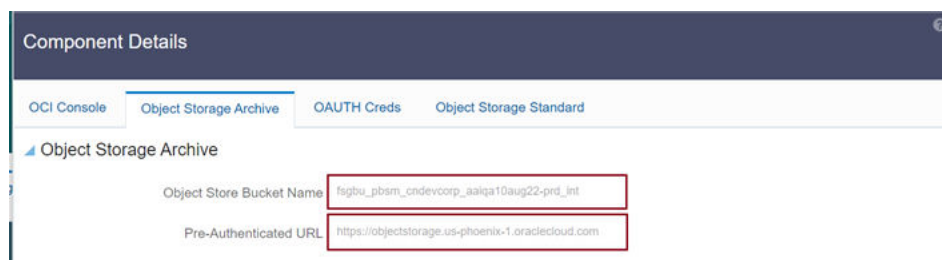 Component Details
OCI Console Object Storage Archive OAUTH Creds Object Storage Standard
Object Storage Archive
Object Store Bucket Name fsgbu_pbsm_cndevcorp_aaiqa10aug22-prd_int
Pre-Authenticated URL https://objectstorage.us-phoenix-1.oraclecloud.com